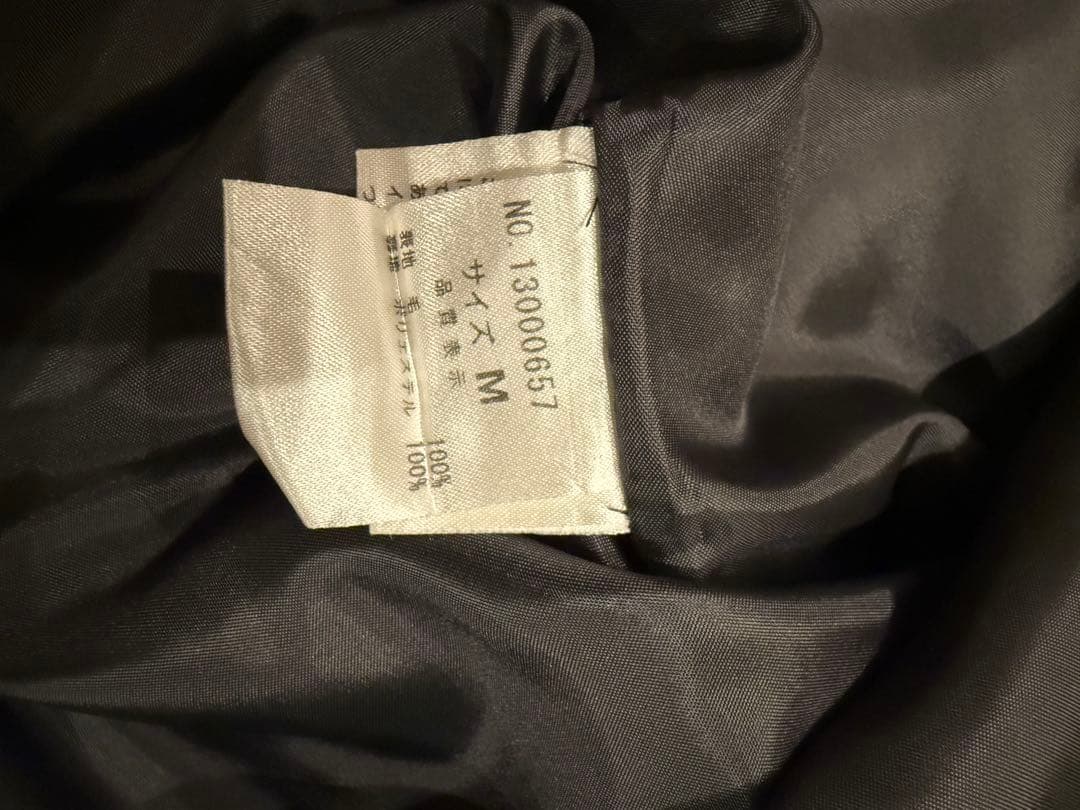 NO. 13000657
サイズ M
品質表示
表地 毛 100%
裏地 ポリエステル 100%